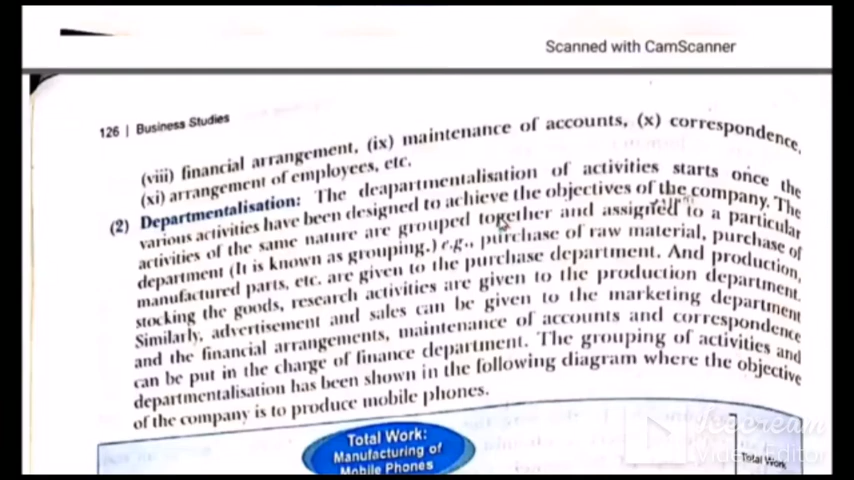 Scanned with CamScanner
126 | Business Studies
(viii) financial arrangement, (ix) maintenance of accounts, (x) correspondence,
(xi) arrangement of employees, etc.
(2) Departmentalisation: The deapartmentalisation of activities starts once the
various activities have been designed to achieve the objectives of the company. The
activities of the same nature are grouped together and assigned to a particular
department (It is known as grouping.) e.g., purchase of raw material, purchase of
manufactured parts, etc. are given to the purchase department. And production,
stocking the goods, research activities are given to the production department.
Similarly, advertisement and sales can be given to the marketing department
and the financial arrangements, maintenance of accounts and correspondence
can be put in the charge of finance department. The grouping of activities and
departmentalisation has been shown in the following diagram where the objective
of the company is to produce mobile phones.
Total Work:
Manufacturing of
Mobile Phones
Total Work
Video Editor